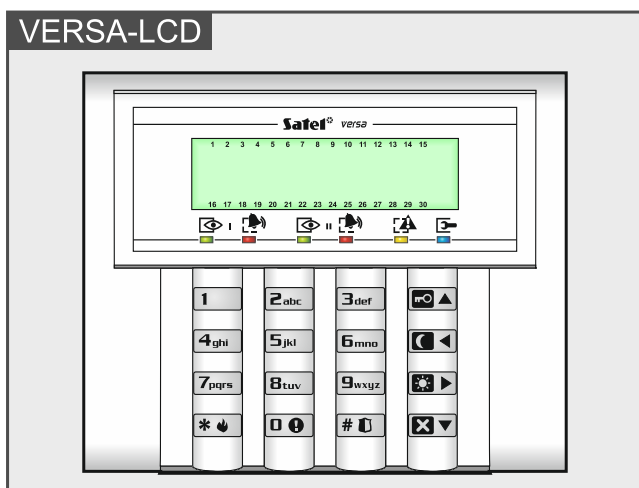 VERSA-LCD
Satel versa
1 2 3 4 5 6 7 8 9 10 11 12 13 14 15
16 17 18 19 20 21 22 23 24 25 26 27 28 29 30
I II
1 2abc 3def
4ghi 5jkl 6mno
7pqrs 8tuv 9wxyz
* 0 #